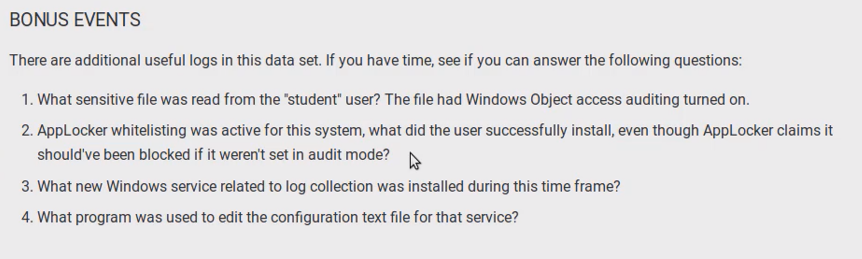 BONUS EVENTS
There are additional useful logs in this data set. If you have time, see if you can answer the following questions:
1. What sensitive file was read from the "student" user? The file had Windows Object access auditing turned on.
2. AppLocker whitelisting was active for this system, what did the user successfully install, even though AppLocker claims it
should've been blocked if it weren't set in audit mode?
3. What new Windows service related to log collection was installed during this time frame?
4. What program was used to edit the configuration text file for that service?